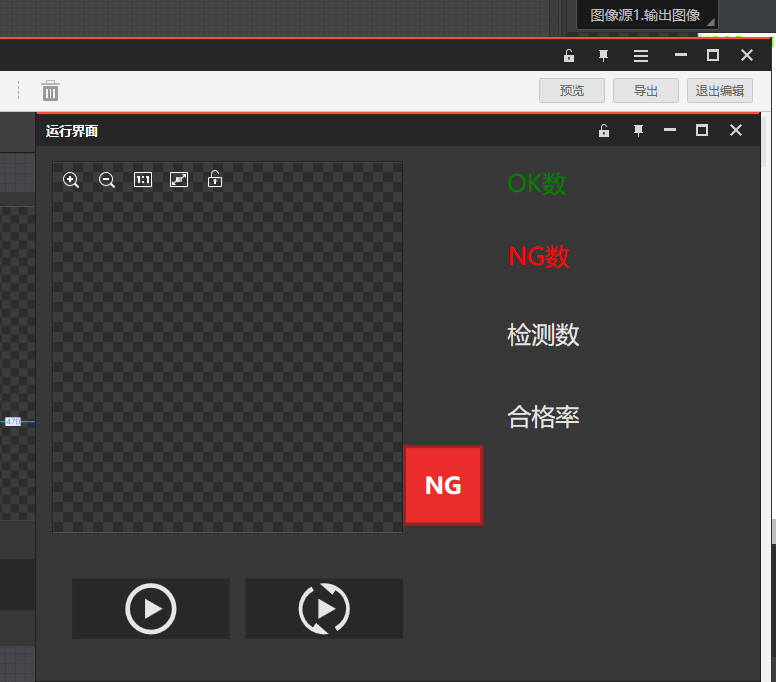 图像源1.输出图像
预览
导出
退出编辑
运行界面
1:1
OK数
NG数
检测数
合格率
470
NG